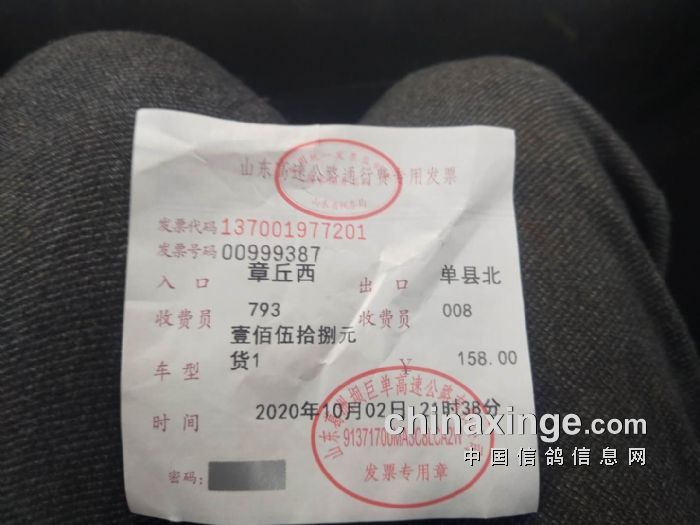 山东高速公路通行费专用发票
发票代码 137001977201
发票号码 00999387
入口 章丘西 出口 单县北
收费员 793 收费员 008
壹佰伍拾捌元
车型 货1 ¥ 158.00
时间 2020年10月02日 21时38分
发票专用章
密码:
chinaxinge.com
中国信鸽信息网